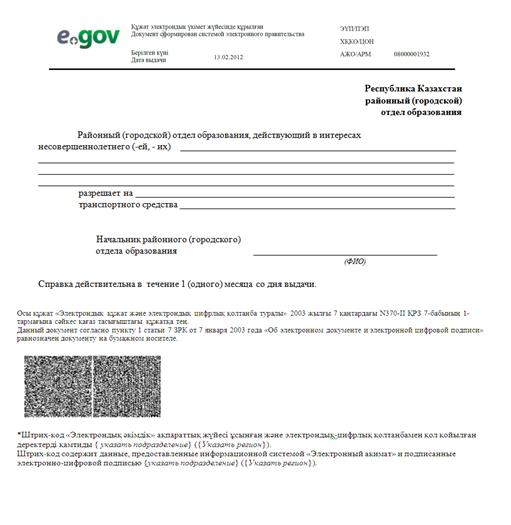 e.gov
Құжат электрондық үкімет жүйесінде құрылған
Документ сформирован системой электронного правительства
Берілген күні
Дата выдачи
13.02.2012
ЭҮП/ПЭП
ХҚКО/ЦОН
АЖО/АРМ 08000001932
Республика Казахстан
районный (городской)
отдел образования
Районный (городской) отдел образования, действующий в интересах
несовершеннолетнего (-ей, - их)
разрешает на
транспортного средства
Начальник районного (городского)
отдела образования
(ФИО)
Справка действительна в течение 1 (одного) месяца со дня выдачи.
Осы құжат «Электрондық құжат және электрондық цифрлық қолтаңба туралы» 2003 жылғы 7 қаңтардағы N370-II ҚРЗ 7-бабының 1-
тармағына сәйкес қағаз тасығыштағы құжатқа тең.
Данный документ согласно пункту 1 статьи 7 ЗРК от 7 января 2003 года «Об электронном документе и электронной цифровой подписи»
равнозначен документу на бумажном носителе.
*Штрих-код «Электрондық әкімдік» ақпараттық жүйесі ұсынған және электрондық-цифрлық қолтаңбамен қол қойылған
деректерді қамтиды { указать подразделение} ({Указать регион}).
Штрих-код содержит данные, предоставленные информационной системой «Электронный акимат» и подписанные
электронно-цифровой подписью {указать подразделение} ({Указать регион}).